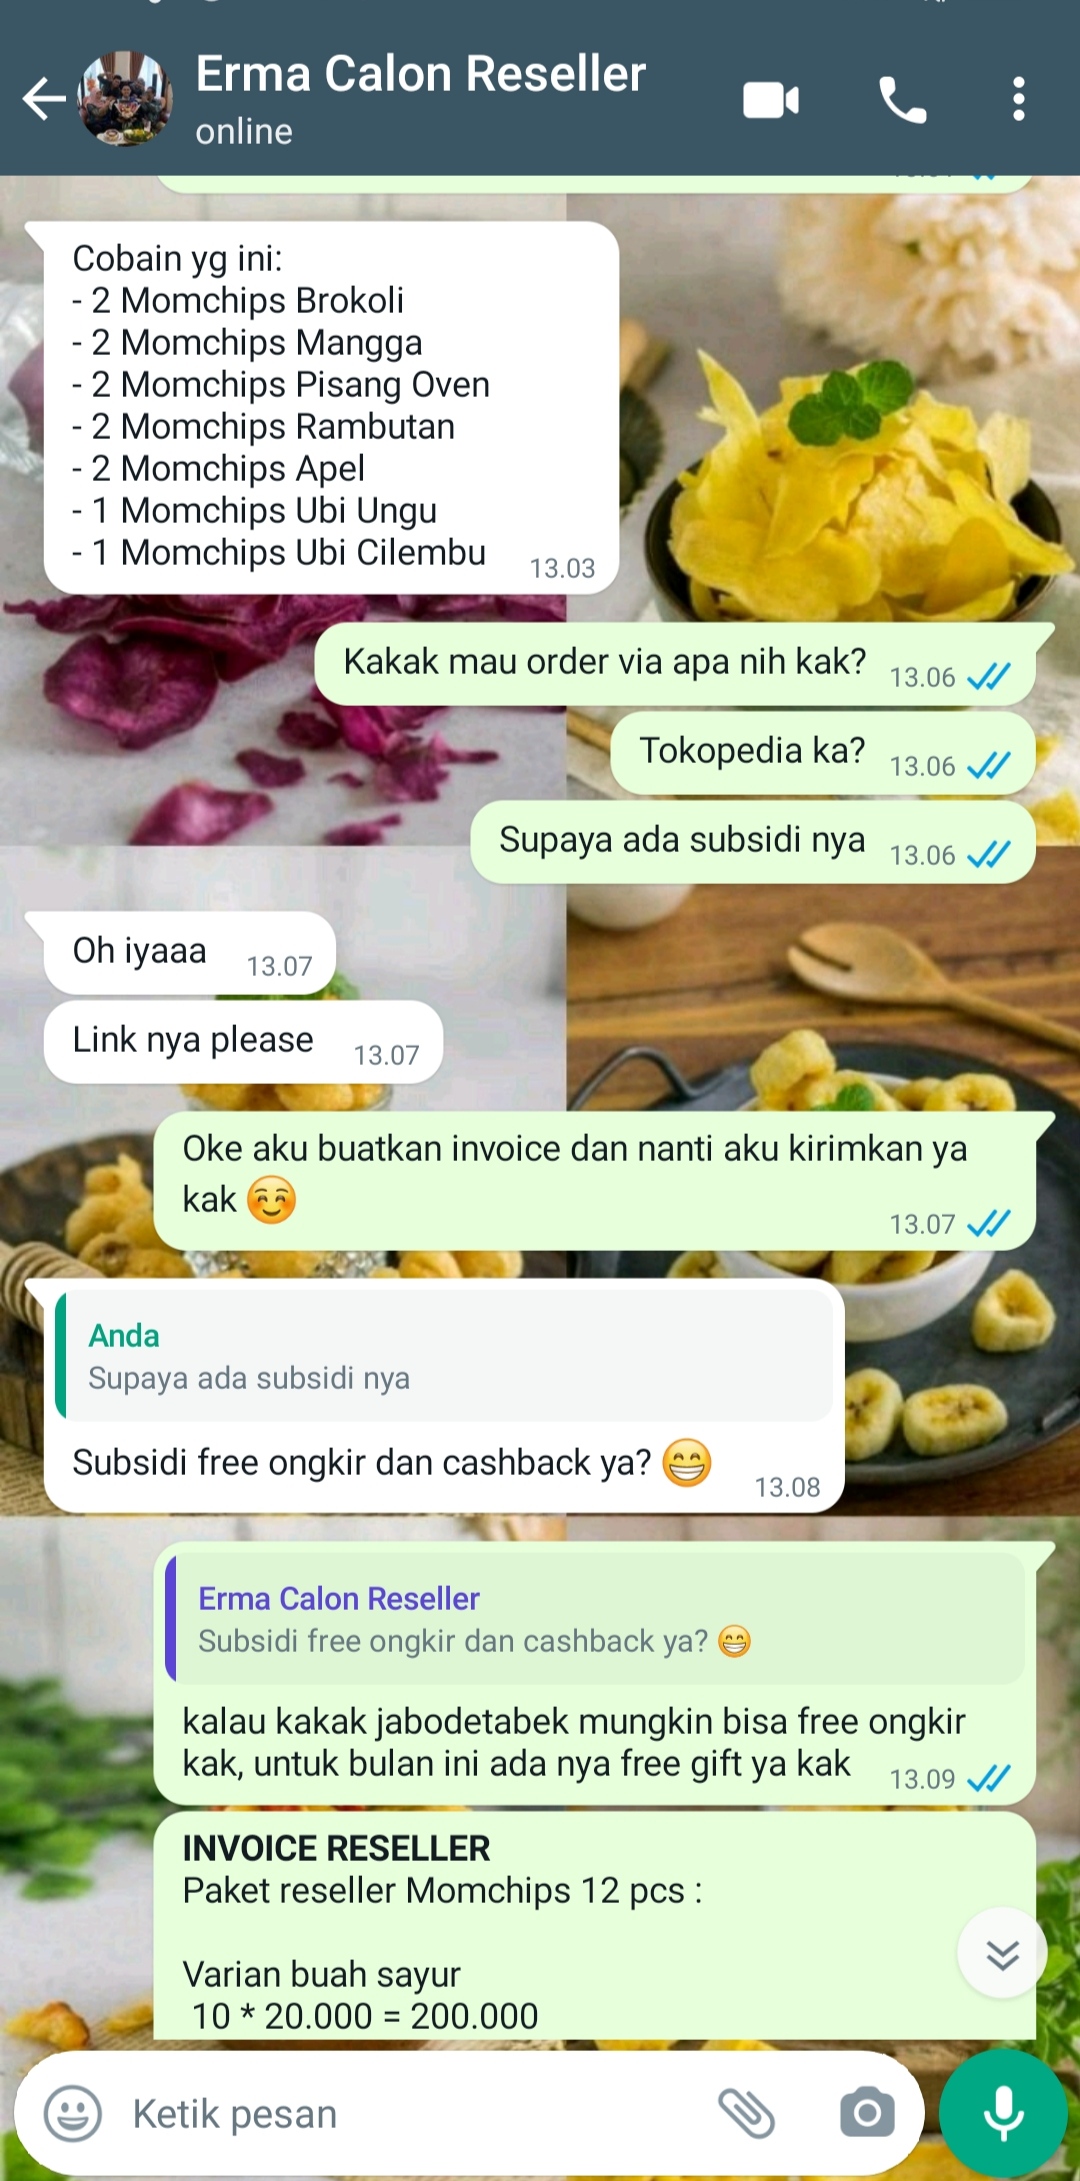 Erma Calon Reseller
online
Cobain yg ini:
- 2 Momchips Brokoli
- 2 Momchips Mangga
- 2 Momchips Pisang Oven
- 2 Momchips Rambutan
- 2 Momchips Apel
- 1 Momchips Ubi Ungu
- 1 Momchips Ubi Cilembu
13.03
Kakak mau order via apa nih kak?
13.06
Tokopedia ka?
13.06
Supaya ada subsidi nya
13.06
Oh iyaaa
13.07
Link nya please
13.07
Oke aku buatkan invoice dan nanti aku kirimkan ya
kak 😊
13.07
Anda
Supaya ada subsidi nya
Subsidi free ongkir dan cashback ya? 😁
13.08
Erma Calon Reseller
Subsidi free ongkir dan cashback ya? 😁
kalau kakak jabodetabek mungkin bisa free ongkir
kak, untuk bulan ini ada nya free gift ya kak
13.09
INVOICE RESELLER
Paket reseller Momchips 12 pcs :
Varian buah sayur
10 * 20.000 = 200.000
Ketik pesan